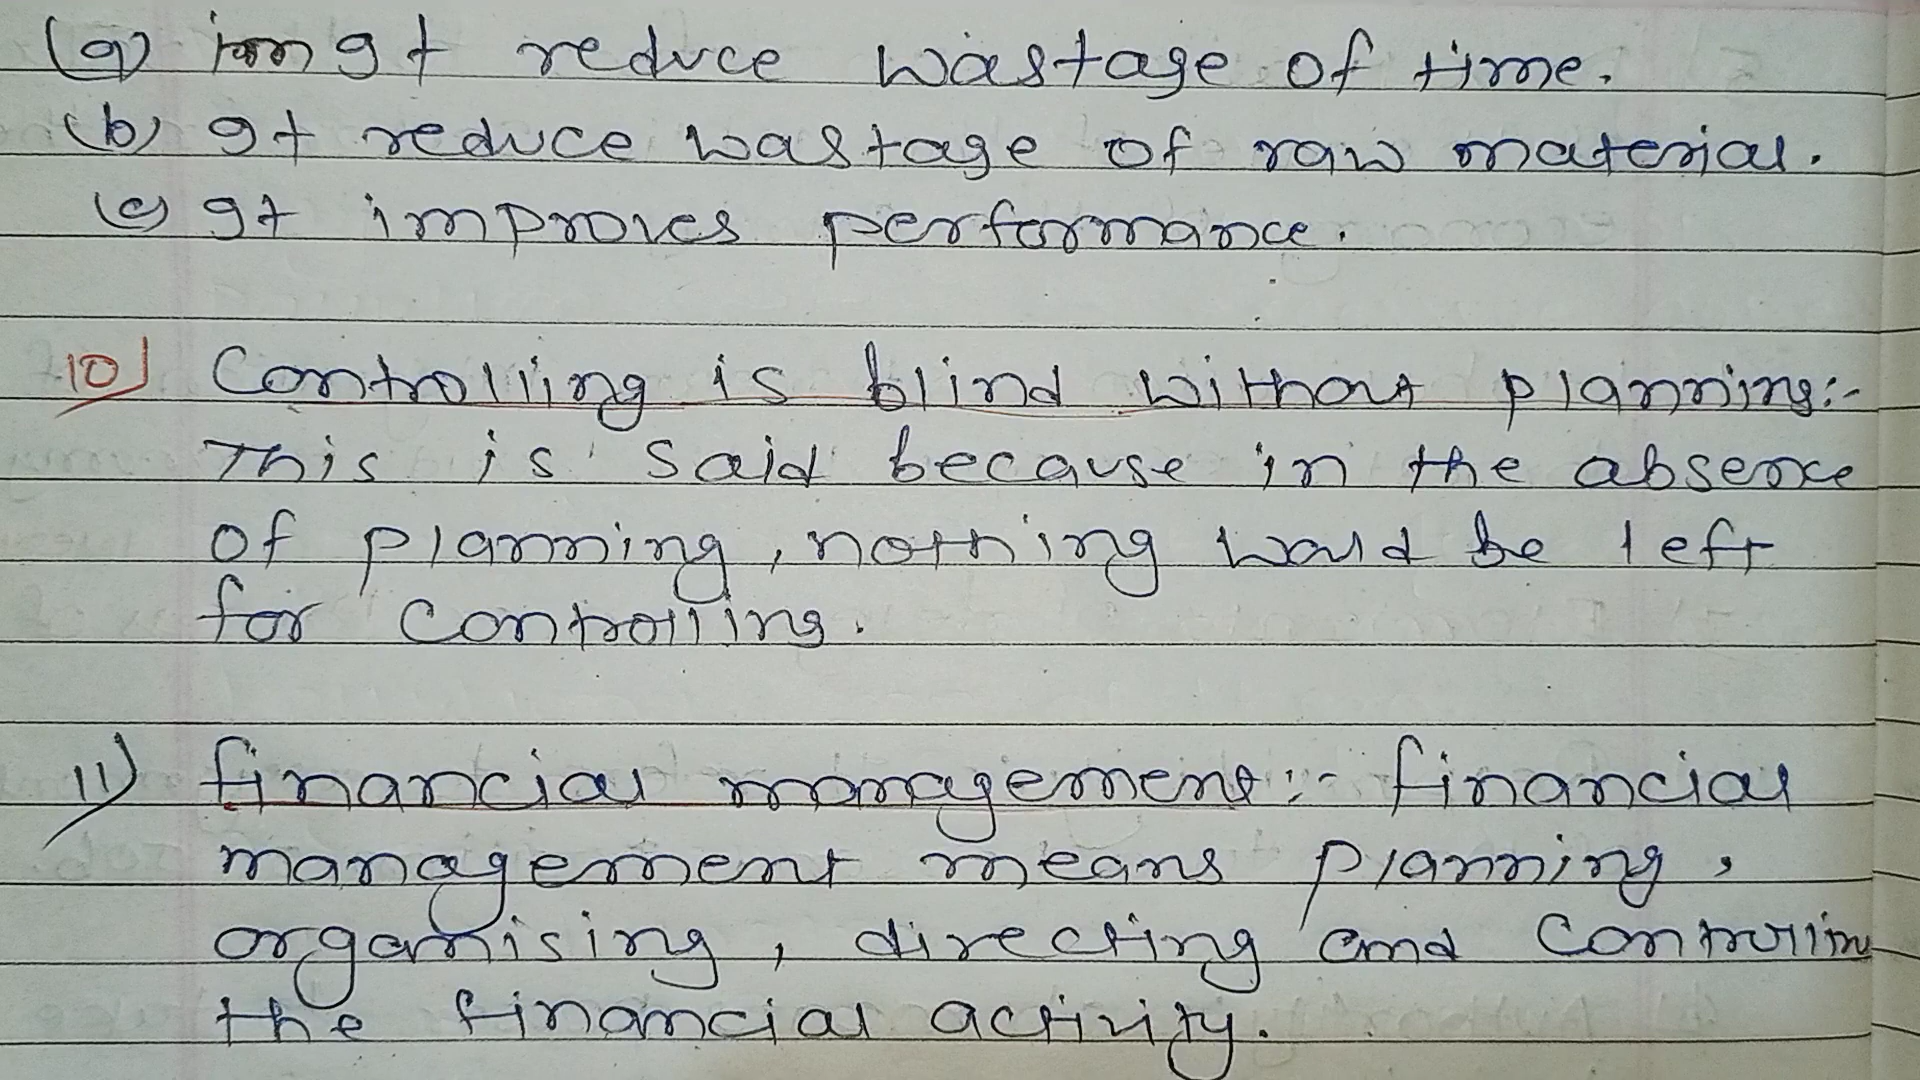 (a) It reduce wastage of time.
(b) It reduce wastage of raw material.
(c) It improves performance.
10) Controlling is blind without planning:-
This is said because in the absence
of planning, nothing would be left
for controlling.
11) financial management:- financial
management means planning,
organising, directing and controlling
the financial activity.